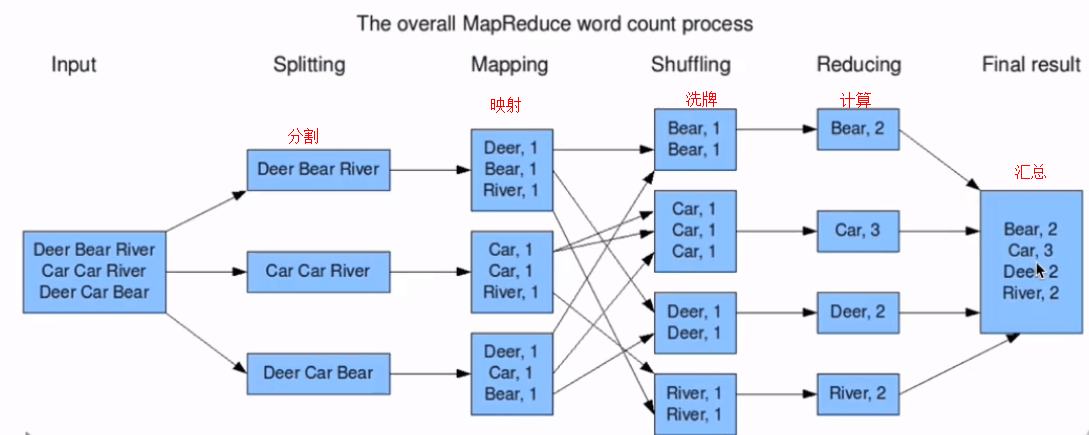 The overall MapReduce word count process
Input
Splitting
Mapping
Shuffling
Reducing
Final result
分割
映射
洗牌
计算
汇总
Deer Bear River
Car Car River
Deer Car Bear
Deer Bear River
Car Car River
Deer Car Bear
Deer, 1
Bear, 1
River, 1
Car, 1
Car, 1
River, 1
Deer, 1
Car, 1
Bear, 1
Bear, 1
Bear, 1
Car, 1
Car, 1
Car, 1
Deer, 1
Deer, 1
River, 1
River, 1
Bear, 2
Car, 3
Deer, 2
River, 2
Bear, 2
Car, 3
Deer, 2
River, 2